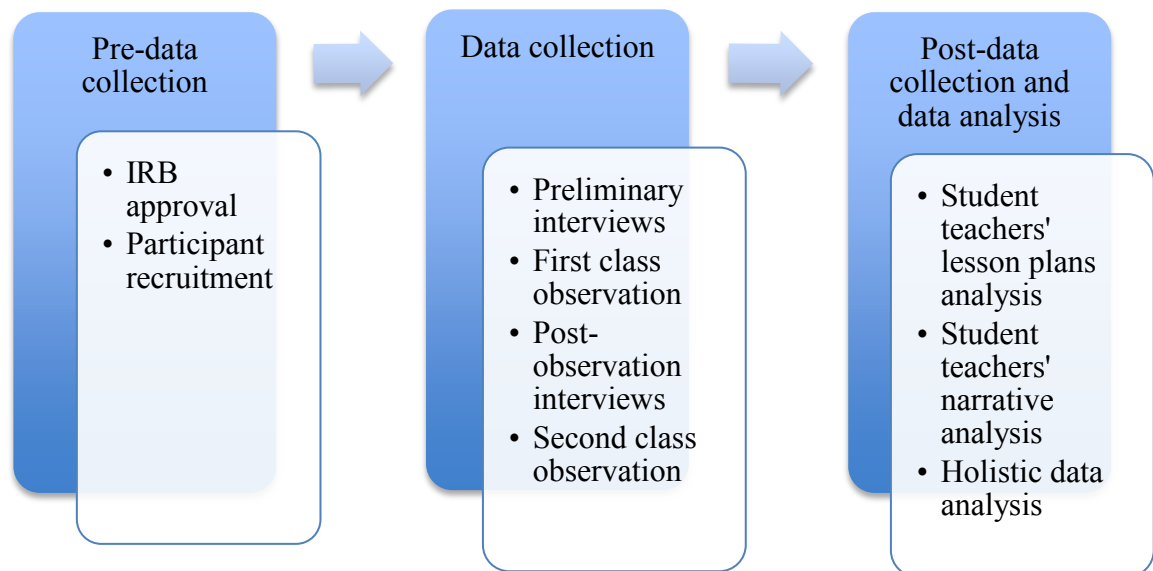 Pre-data
collection
• IRB
approval
• Participant
recruitment
Data collection
• Preliminary
interviews
• First class
observation
• Post-
observation
interviews
• Second class
observation
Post-data
collection and
data analysis
• Student
teachers'
lesson plans
analysis
• Student
teachers'
narrative
analysis
• Holistic data
analysis